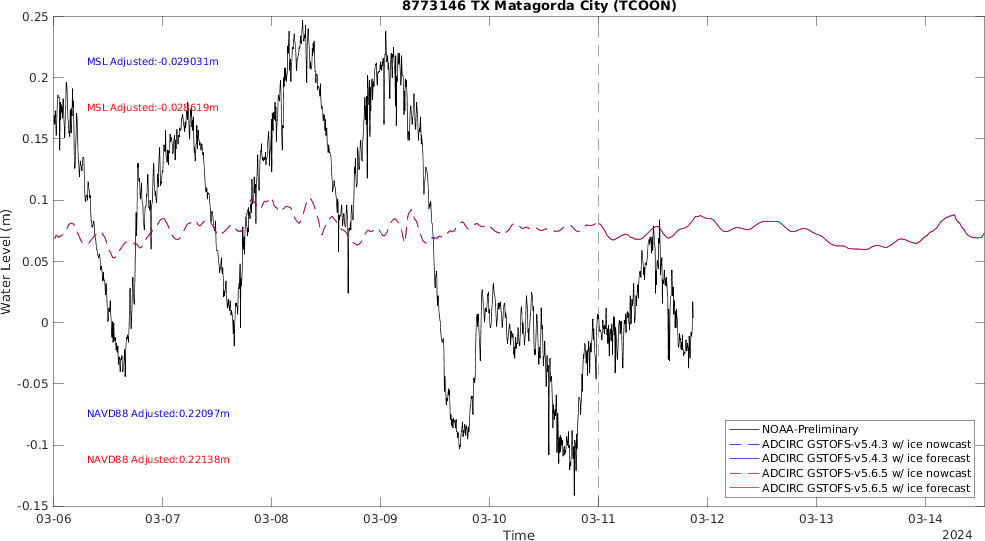 8773146 TX Matagorda City (TCOON)
0.25
0.2
0.15
0.1
0.05
0
-0.05
-0.1
-0.15
Water Level (m)
MSL Adjusted:-0.029031m
MSL Adjusted:-0.028619m
NAVD88 Adjusted:0.22097m
NAVD88 Adjusted:0.22138m
NOAA-Preliminary
ADCIRC GSTOFS-v5.4.3 w/ ice nowcast
ADCIRC GSTOFS-v5.4.3 w/ ice forecast
ADCIRC GSTOFS-v5.6.5 w/ ice nowcast
ADCIRC GSTOFS-v5.6.5 w/ ice forecast
03-06 03-07 03-08 03-09 03-10 03-11 03-12 03-13 03-14
Time
2024